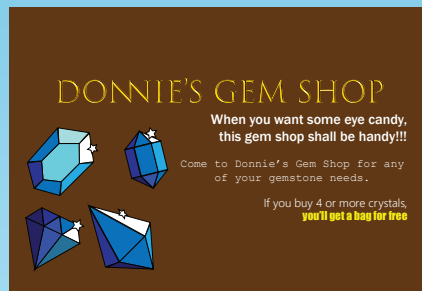 DONNIE'S GEM SHOP
When you want some eye candy,
this gem shop shall be handy!!!
Come to Donnie's Gem Shop for any
of your gemstone needs.
If you buy 4 or more crystals,
you'll get a bag for free